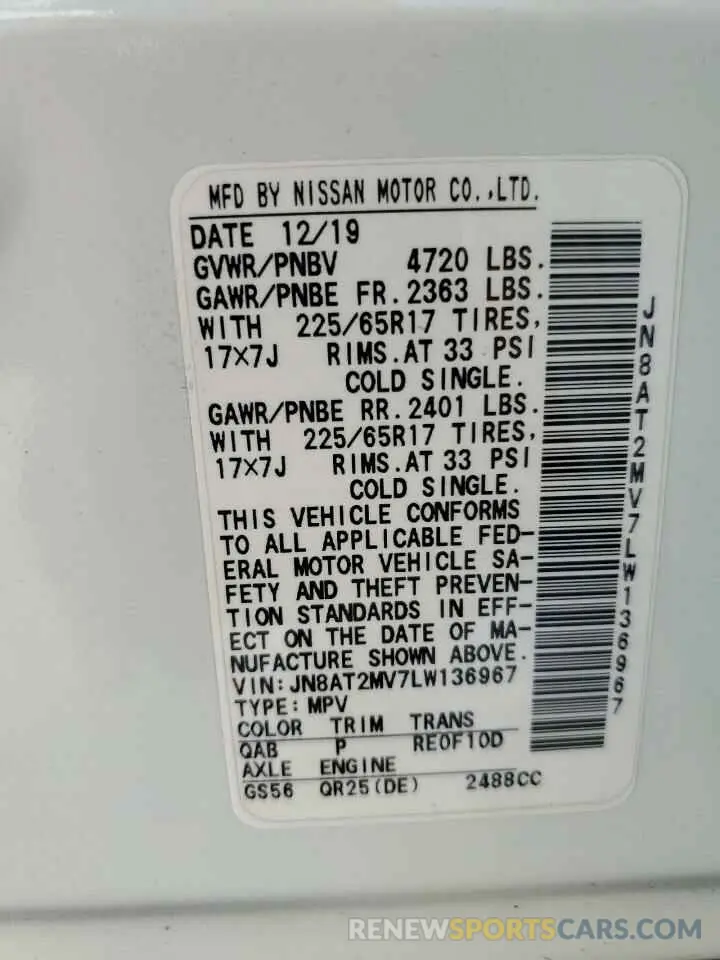 MFD BY NISSAN MOTOR CO.,LTD.
DATE 12/19
GVWR/PNBV 4720 LBS.
GAWR/PNBE FR. 2363 LBS.
WITH 225/65R17 TIRES,
17X7J RIMS.AT 33 PSI
COLD SINGLE.
GAWR/PNBE RR. 2401 LBS.
WITH 225/65R17 TIRES,
17X7J RIMS.AT 33 PSI
COLD SINGLE.
THIS VEHICLE CONFORMS
TO ALL APPLICABLE FED-
ERAL MOTOR VEHICLE SA-
FETY AND THEFT PREVEN-
TION STANDARDS IN EFF-
ECT ON THE DATE OF MA-
NUFACTURE SHOWN ABOVE.
VIN:JN8AT2MV7LW136967
TYPE:MPV
COLOR TRIM TRANS
QAB P RE0F10D
AXLE ENGINE
GS56 QR25(DE) 2488CC
JN8AT2MV7LW136967
RENEWSPORTSCARS.COM